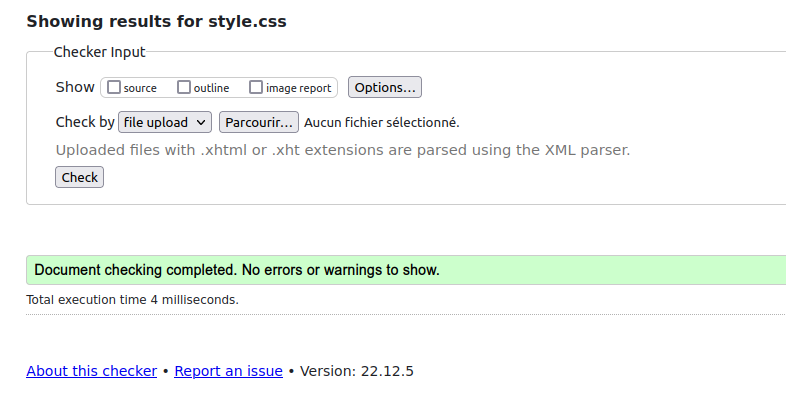 Showing results for style.css
Checker Input
Show source outline image report Options...
Check by file upload Parcourir... Aucun fichier sélectionné.
Uploaded files with .xhtml or .xht extensions are parsed using the XML parser.
Check
Document checking completed. No errors or warnings to show.
Total execution time 4 milliseconds.
About this checker • Report an issue • Version: 22.12.5